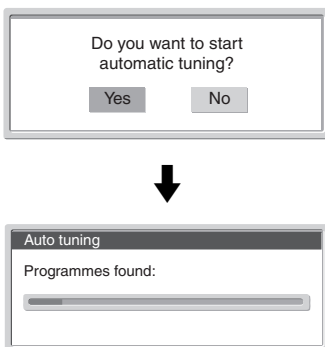 Do you want to start
automatic tuning?
Yes No
Auto tuning
Programmes found: